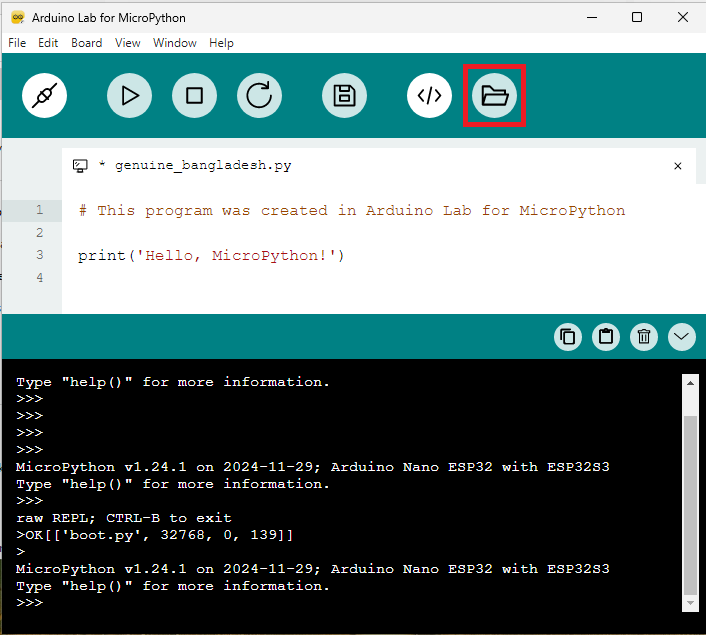 Arduino Lab for MicroPython
File Edit Board View Window Help
* genuine_bangladesh.py
1 # This program was created in Arduino Lab for MicroPython
2
3 print('Hello, MicroPython!')
4
Type "help()" for more information.
>>>
>>>
>>>
>>>
MicroPython v1.24.1 on 2024-11-29; Arduino Nano ESP32 with ESP32S3
Type "help()" for more information.
>>>
raw REPL; CTRL-B to exit
>OK[['boot.py', 32768, 0, 139]]
>
MicroPython v1.24.1 on 2024-11-29; Arduino Nano ESP32 with ESP32S3
Type "help()" for more information.
>>>